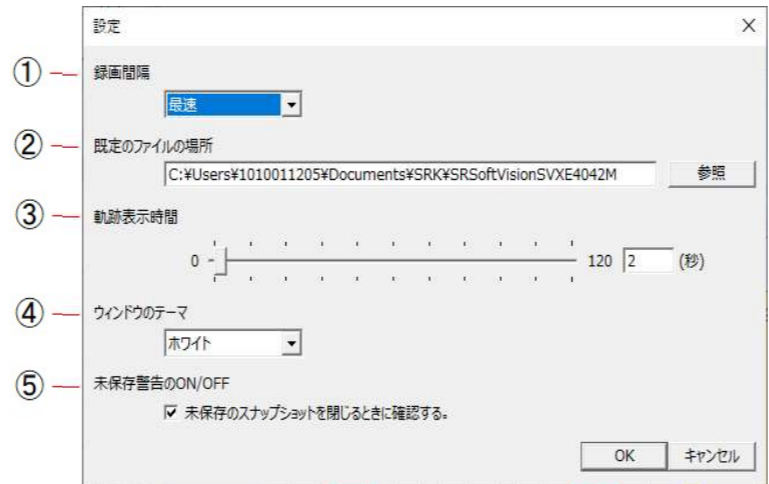 設定
① 録画間隔
最速
② 既定のファイルの場所
C:¥Users¥1010011205¥Documents¥SRK¥SRSoftVisionSVXE4042M 参照
③ 軌跡表示時間
0 120 2 (秒)
④ ウィンドウのテーマ
ホワイト
⑤ 未保存警告のON/OFF
未保存のスナップショットを閉じるときに確認する。
OK キャンセル